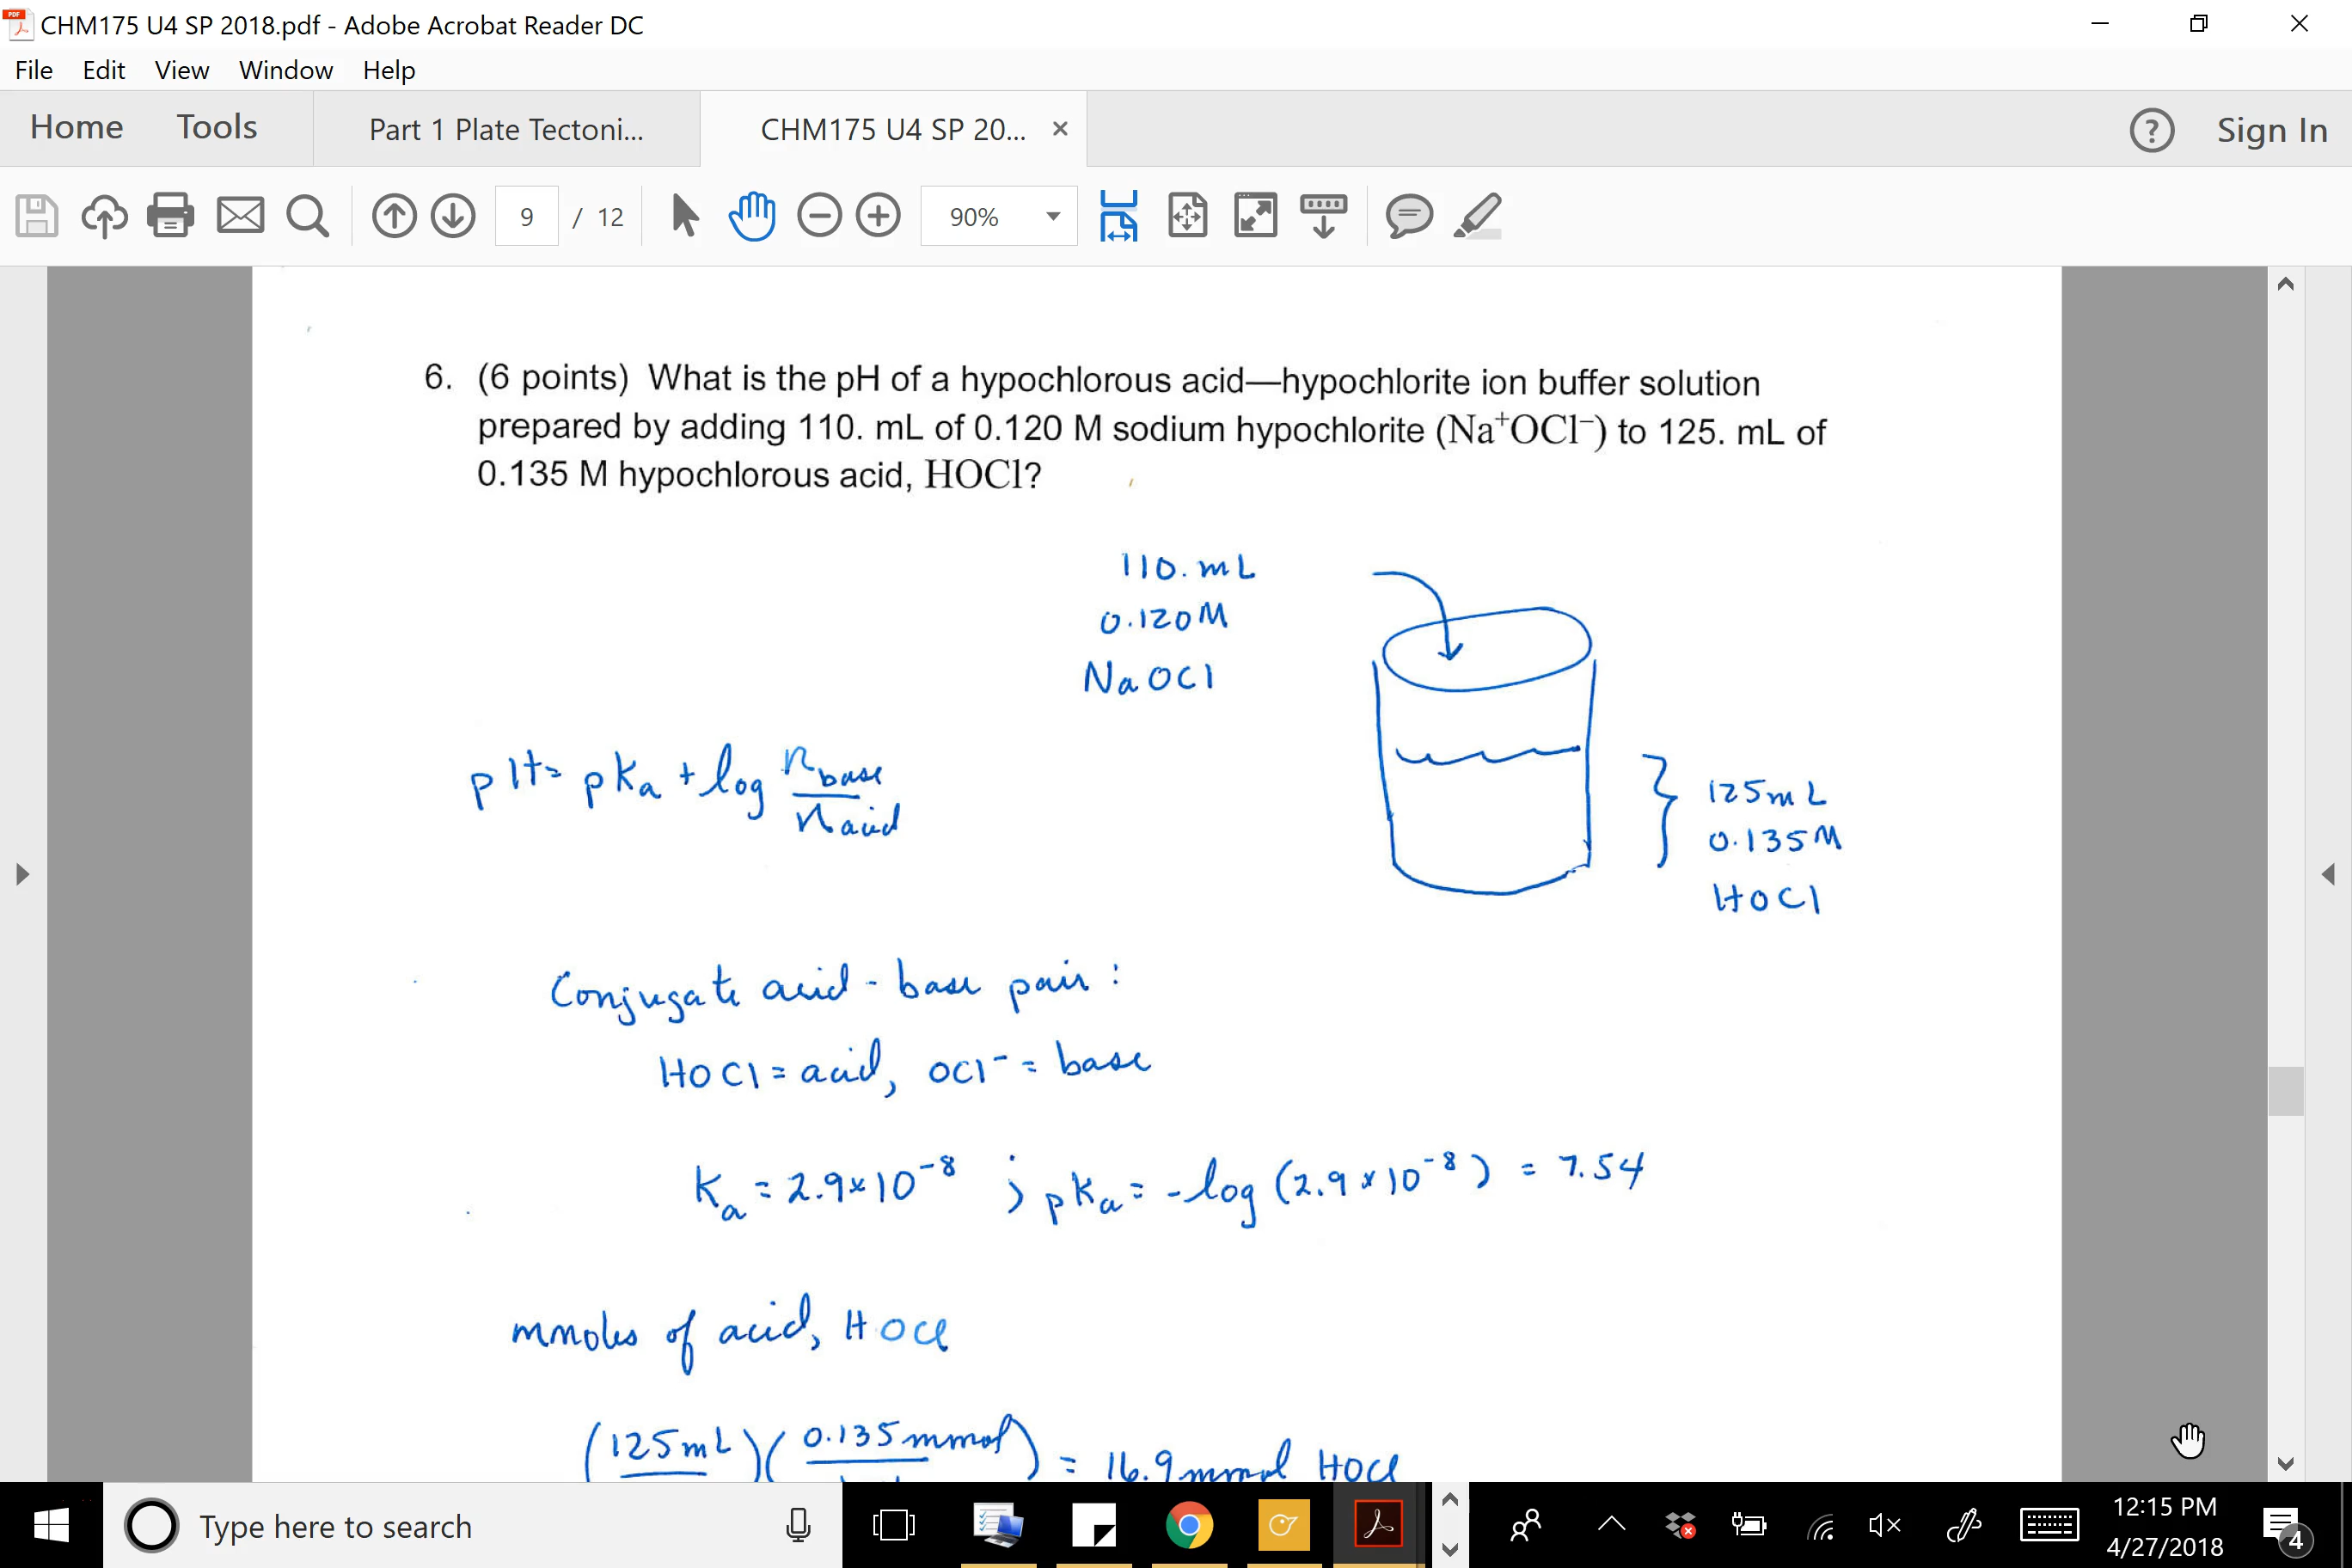 CHM175 U4 SP 2018.pdf - Adobe Acrobat Reader DC
File Edit View Window Help
Home Tools Part 1 Plate Tectoni... CHM175 U4 SP 20... × ? Sign In
9 / 12 90%
6. (6 points) What is the pH of a hypochlorous acid—hypochlorite ion buffer solution
prepared by adding 110. mL of 0.120 M sodium hypochlorite (Na⁺OCl⁻) to 125. mL of
0.135 M hypochlorous acid, HOCl?
110. mL
0.120 M
NaOCl
pH = pKa + log n base / n acid
125 mL
0.135 M
HOCl
Conjugate acid - base pair :
HOCl = acid, OCl⁻ = base
Ka = 2.9 × 10⁻⁸ ; pKa = -log (2.9 × 10⁻⁸) = 7.54
mmoles of acid, HOCl
(125 mL)(0.135 mmol) = 16.9 mmol HOCl
Type here to search
12:15 PM
4/27/2018
4